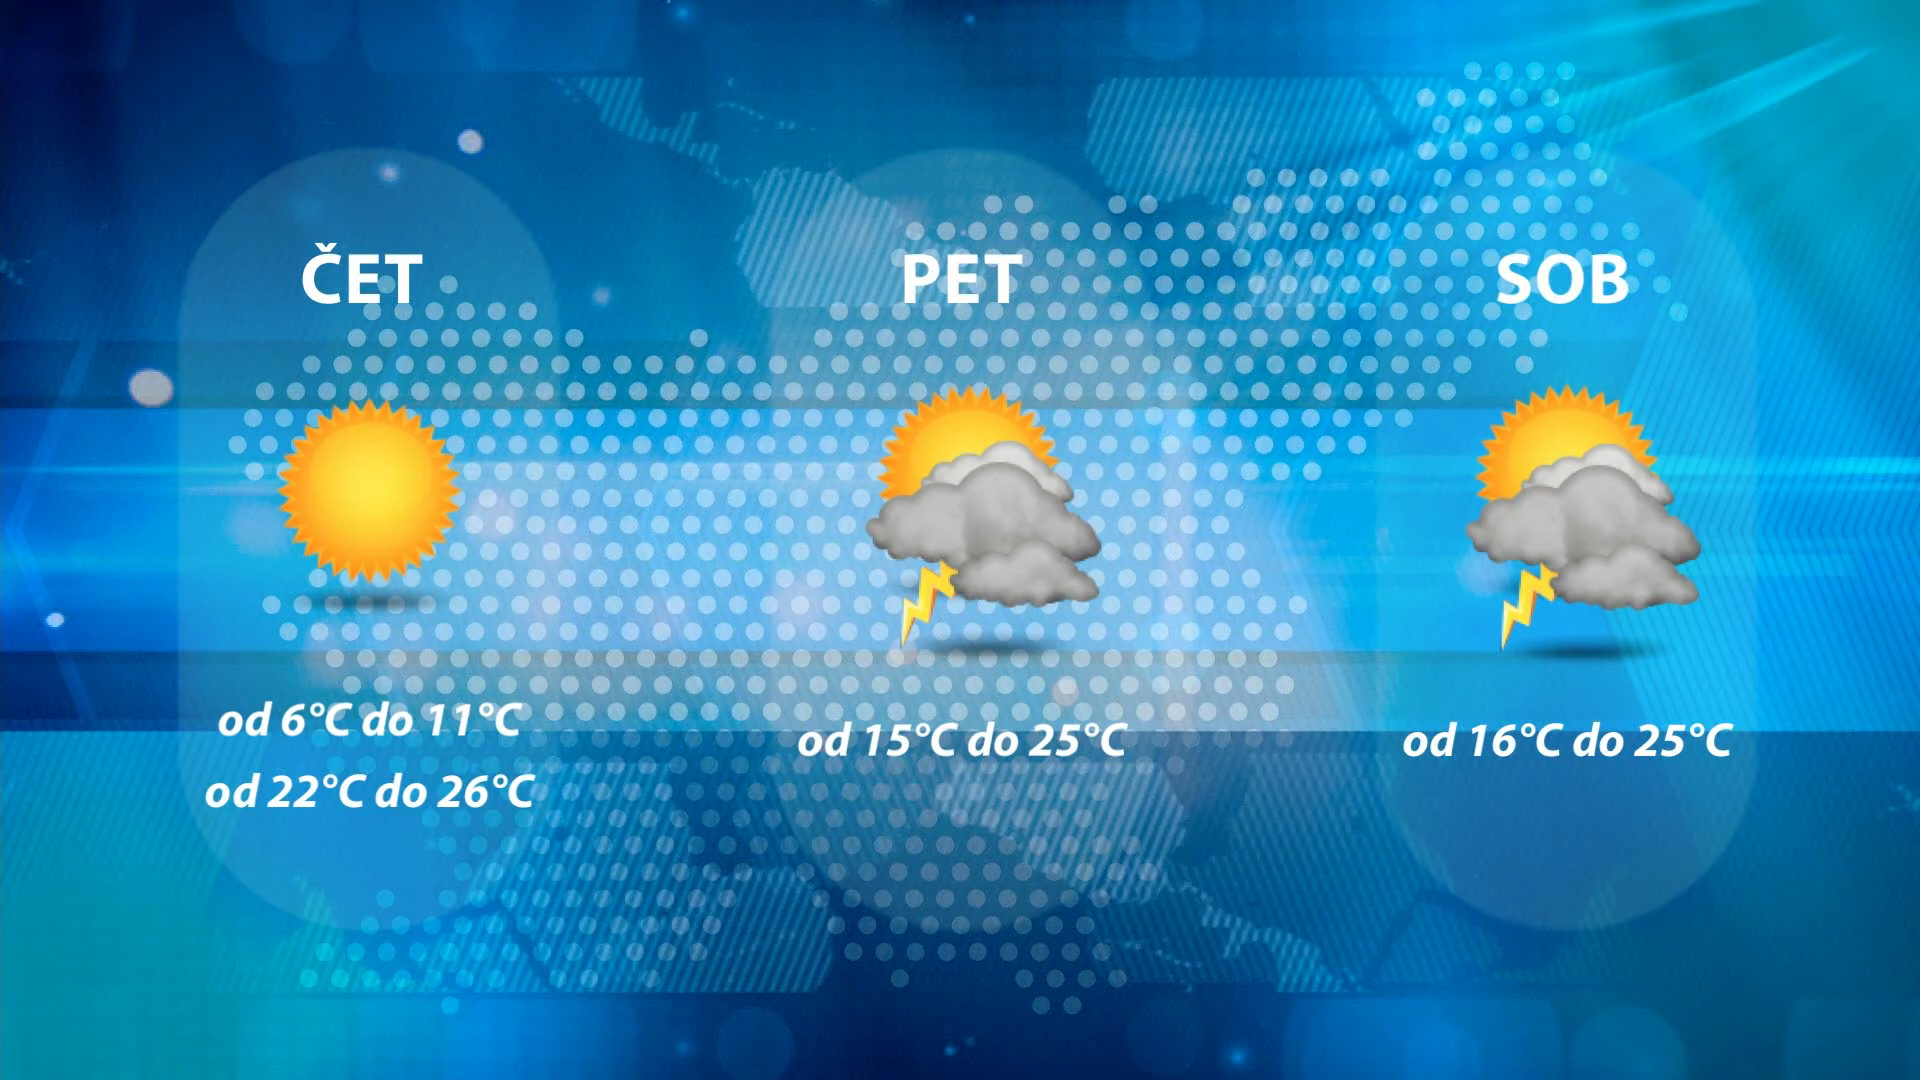 ČET
od 6°C do 11°C
od 22°C do 26°C
PET
od 15°C do 25°C
SOB
od 16°C do 25°C